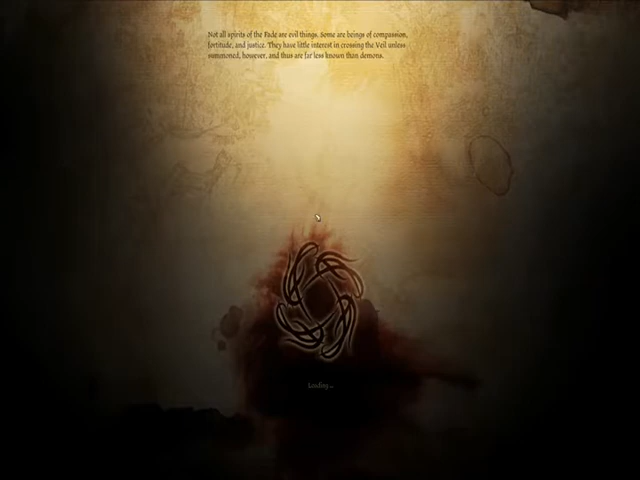 Not all spirits of the Fade are evil things. Some are beings of compassion,
fortitude, and justice. They have little interest in crossing the Veil unless
summoned, however, and thus are far less known than demons.
Loading ...